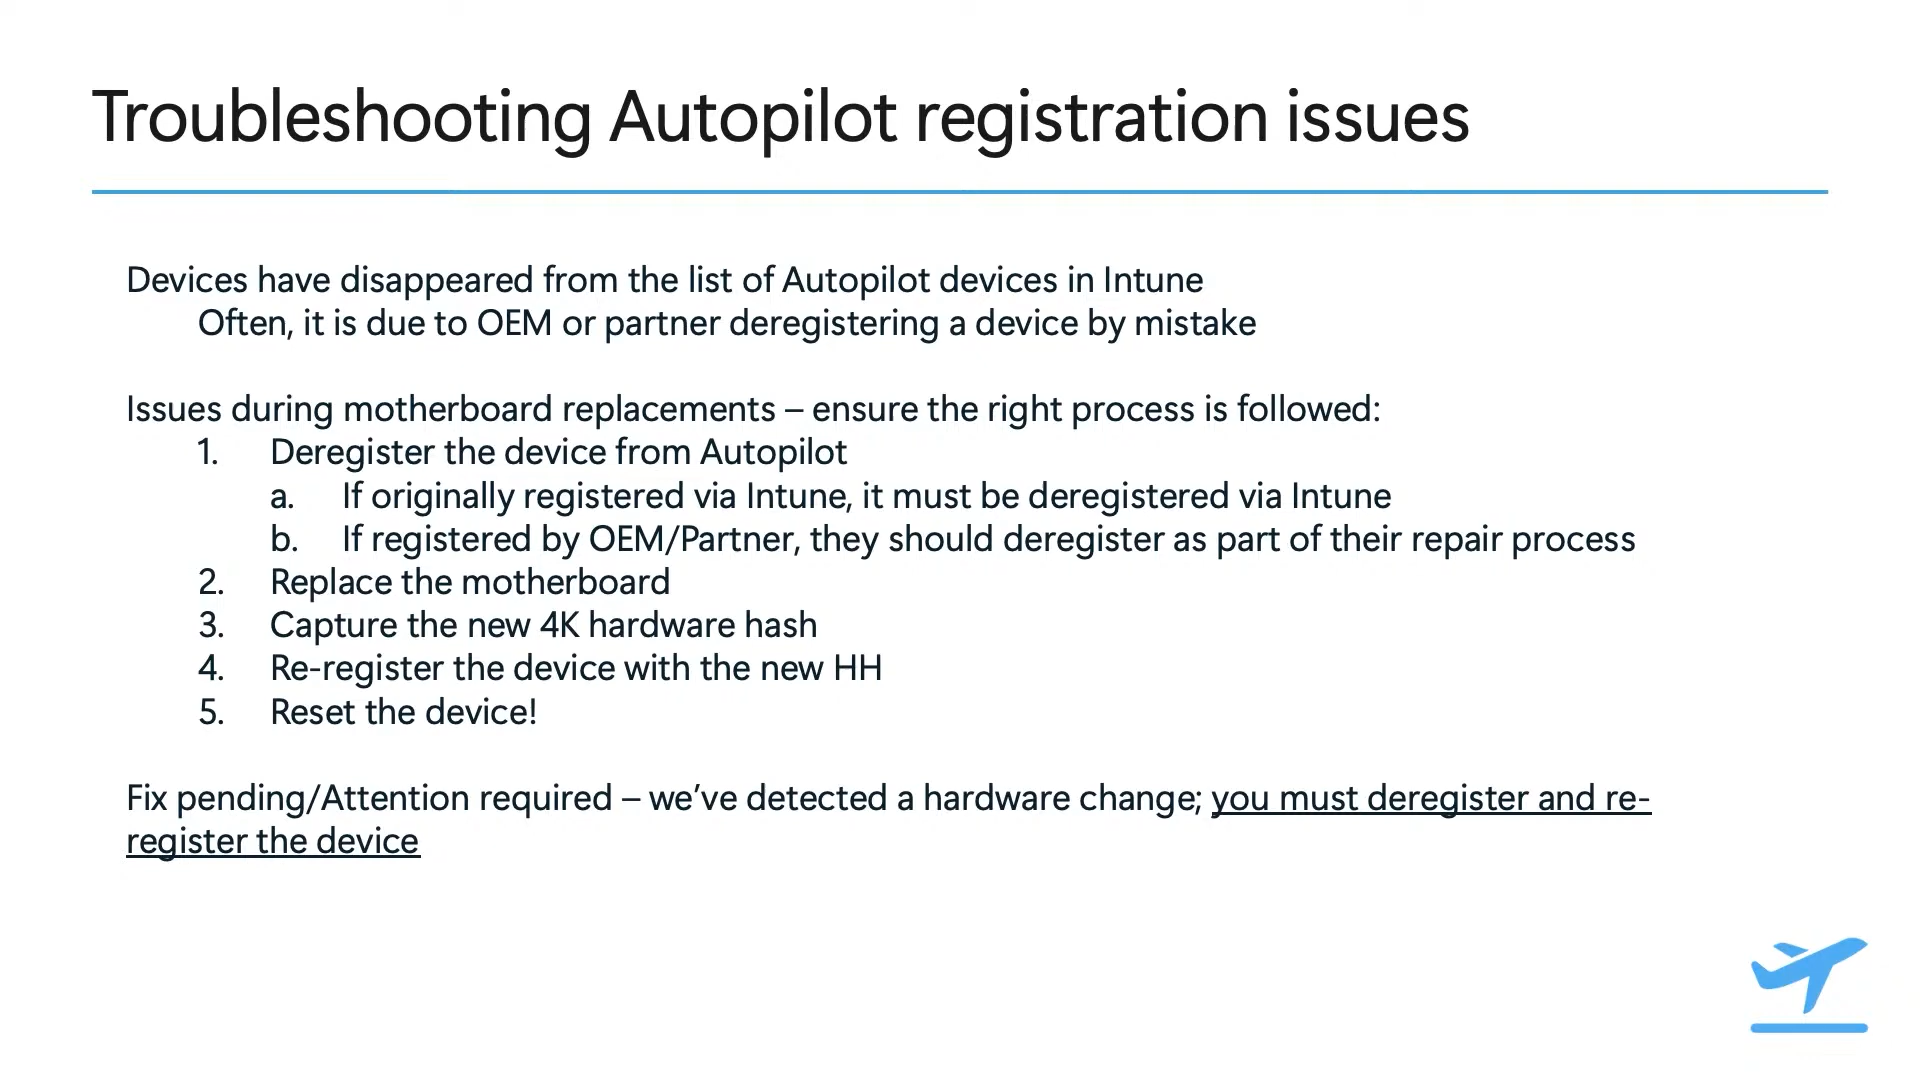 Troubleshooting Autopilot registration issues
Devices have disappeared from the list of Autopilot devices in Intune
Often, it is due to OEM or partner deregistering a device by mistake
Issues during motherboard replacements – ensure the right process is followed:
1. Deregister the device from Autopilot
a. If originally registered via Intune, it must be deregistered via Intune
b. If registered by OEM/Partner, they should deregister as part of their repair process
2. Replace the motherboard
3. Capture the new 4K hardware hash
4. Re-register the device with the new HH
5. Reset the device!
Fix pending/Attention required – we’ve detected a hardware change; you must deregister and re-
register the device